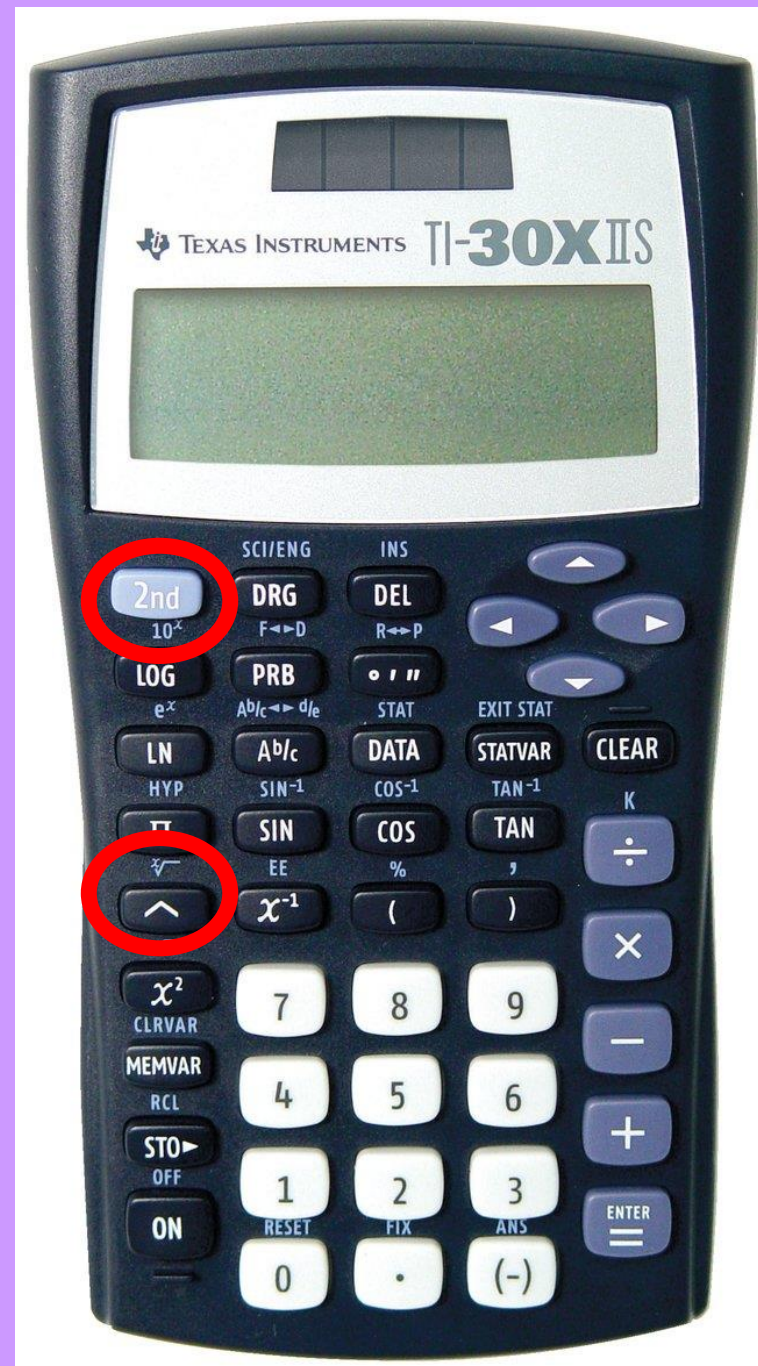 TEXAS INSTRUMENTS TI-30X IIS
SCI/ENG INS
2nd DRG DEL
10ˣ F◄►D R◄►P
LOG PRB ° ' "
eˣ Ab/c◄►d/e STAT EXIT STAT
LN Ab/c DATA STATVAR CLEAR
HYP SIN⁻¹ COS⁻¹ TAN⁻¹ K
SIN COS TAN ÷
ˣ√ EE % ,
^ x⁻¹ ( )
×
x² 7 8 9
CLRVAR
−
MEMVAR 4 5 6
RCL
+
STO► 1 2 3
OFF
ENTER
=
RESET FIX ANS
ON
0 . (-)